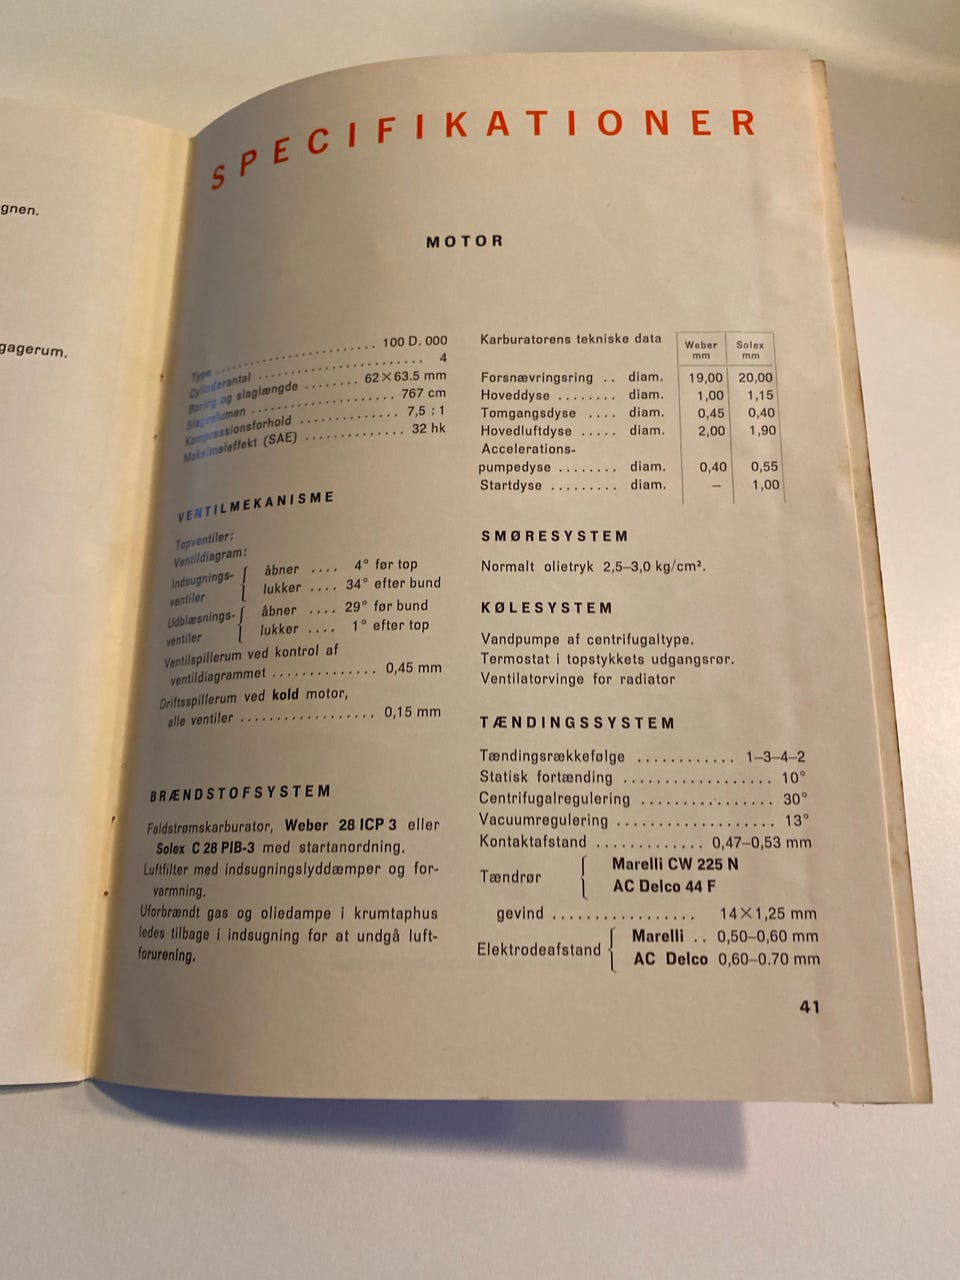 gnen.
gagerum.
SPECIFIKATIONER
MOTOR
Type . . . . . . . . . . . . . . . . . . . . . . . 100 D. 000
Cylinderantal . . . . . . . . . . . . . . . . . . . . . . . 4
Boring og slaglængde . . . . . . . . 62×63.5 mm
Slagvolumen . . . . . . . . . . . . . . . . . . . 767 cm
Kompressionsforhold . . . . . . . . . . . . . . 7,5 : 1
Maksimaleffekt (SAE) . . . . . . . . . . . . . 32 hk
VENTILMEKANISME
Topventiler:
Ventildiagram:
Indsugnings-ventiler { åbner .... 4° før top
lukker .... 34° efter bund
Udblæsnings-ventiler { åbner .... 29° før bund
lukker .... 1° efter top
Ventilspillerum ved kontrol af
ventildiagrammet . . . . . . . . . . . . . . 0,45 mm
Driftsspillerum ved kold motor,
alle ventiler . . . . . . . . . . . . . . . . . . 0,15 mm
BRÆNDSTOFSYSTEM
Faldstrømskarburator, Weber 28 ICP 3 eller
Solex C 28 PIB-3 med startanordning.
Luftfilter med indsugningslyddæmper og for-
varmning.
Uforbrændt gas og oliedampe i krumtaphus
ledes tilbage i indsugning for at undgå luft-
forurening.
Karburatorens tekniske data Weber mm Solex mm
Forsnævringsring .. diam. 19,00 20,00
Hoveddyse ........ diam. 1,00 1,15
Tomgangsdyse .... diam. 0,45 0,40
Hovedluftdyse ..... diam. 2,00 1,90
Accelerations-
pumpedyse ........ diam. 0,40 0,55
Startdyse ......... diam. — 1,00
SMØRESYSTEM
Normalt olietryk 2,5–3,0 kg/cm².
KØLESYSTEM
Vandpumpe af centrifugaltype.
Termostat i topstykkets udgangsrør.
Ventilatorvinge for radiator
TÆNDINGSSYSTEM
Tændingsrækkefølge ............ 1–3–4–2
Statisk fortænding .................. 10°
Centrifugalregulering ................ 30°
Vacuumregulering ................... 13°
Kontaktafstand ............. 0,47–0,53 mm
Tændrør { Marelli CW 225 N
AC Delco 44 F
gevind ................. 14×1,25 mm
Elektrodeafstand { Marelli .. 0,50–0,60 mm
AC Delco 0,60–0.70 mm
41